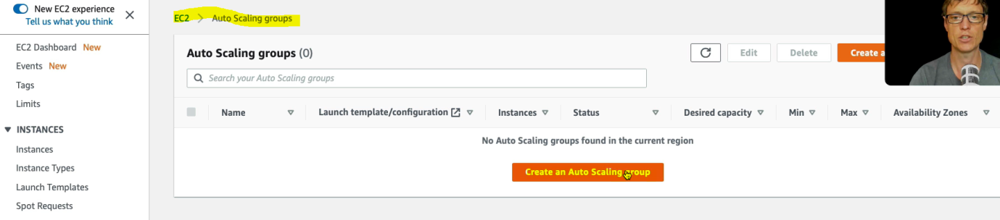 New EC2 experience
Tell us what you think
EC2 Dashboard New
Events New
Tags
Limits
INSTANCES
Instances
Instance Types
Launch Templates
Spot Requests
EC2 > Auto Scaling groups
Auto Scaling groups (0)
Edit
Delete
Create a
Search your Auto Scaling groups
Name
Launch template/configuration
Instances
Status
Desired capacity
Min
Max
Availability Zones
No Auto Scaling groups found in the current region
Create an Auto Scaling group